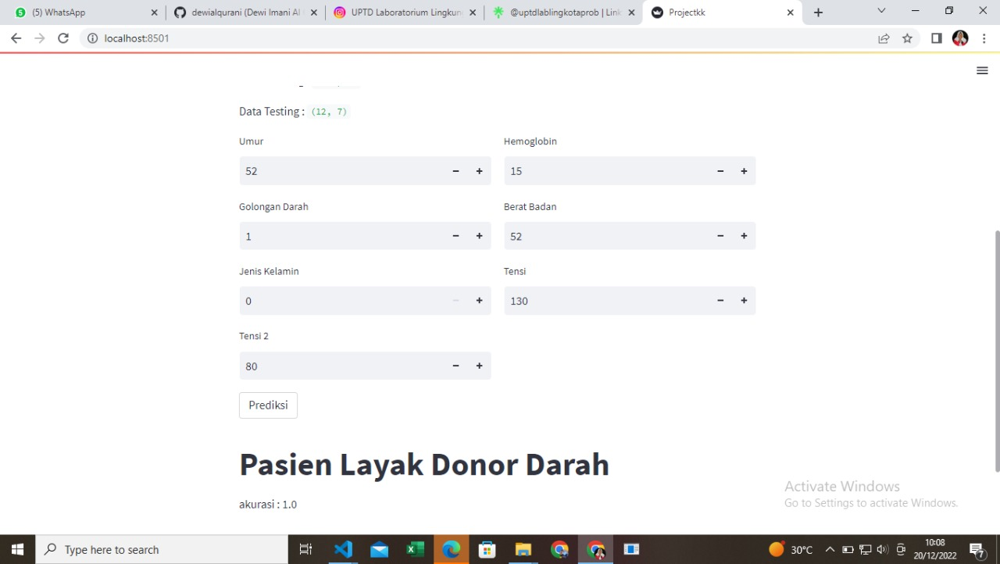 (5) WhatsApp
dewialqurani (Dewi Imani Al
UPTD Laboratorium Lingkun
@uptdlablingkotaprob | Link
Projectkk
localhost:8501
Data Testing : (12, 7)
Umur
Hemoglobin
52 − +
15 − +
Golongan Darah
Berat Badan
1 − +
52 − +
Jenis Kelamin
Tensi
0 − +
130 − +
Tensi 2
80 − +
Prediksi
Pasien Layak Donor Darah
akurasi : 1.0
Activate Windows
Go to Settings to activate Windows.
Type here to search
30°C
10:08
20/12/2022
7